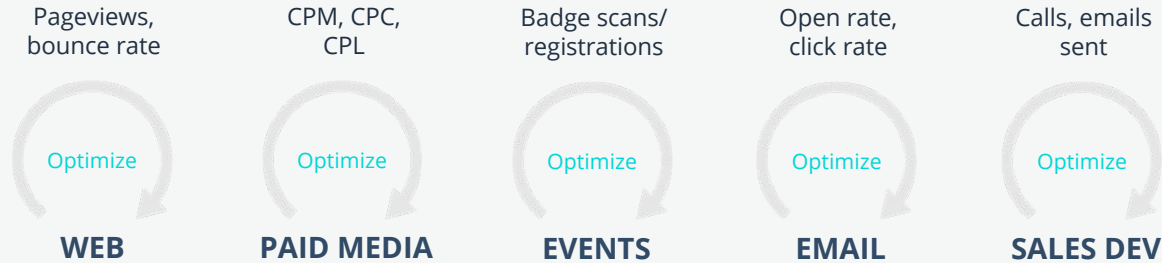 Pageviews,
bounce rate
CPM, CPC,
CPL
Badge scans/
registrations
Open rate,
click rate
Calls, emails
sent
Optimize
Optimize
Optimize
Optimize
Optimize
WEB
PAID MEDIA
EVENTS
EMAIL
SALES DEV